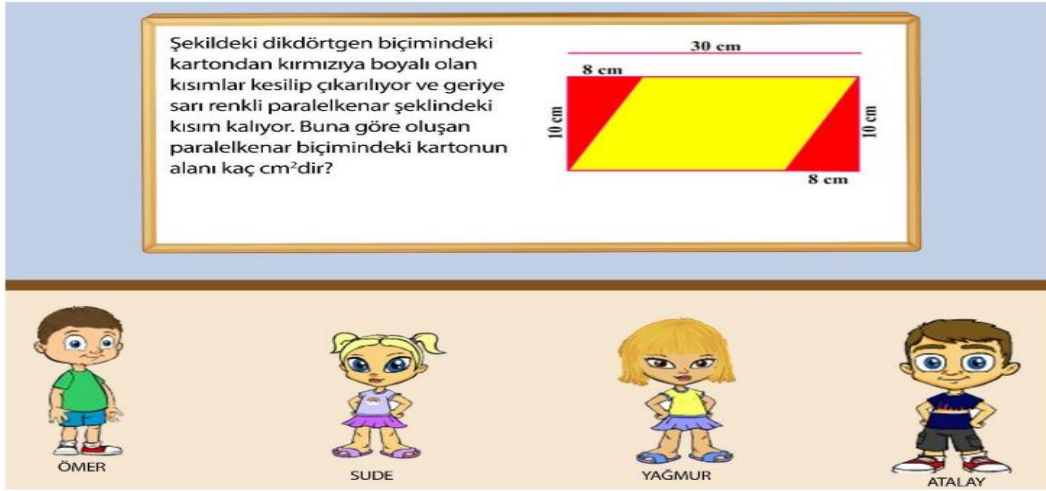 Şekildeki dikdörtgen biçimindeki
kartondan kırmızıya boyalı olan
kısımlar kesilip çıkarılıyor ve geriye
sarı renkli paralelkenar şeklindeki
kısım kalıyor. Buna göre oluşan
paralelkenar biçimindeki kartonun
alanı kaç cm²dir?
30 cm
8 cm
10 cm
10 cm
8 cm
ÖMER
SUDE
YAĞMUR
ATALAY